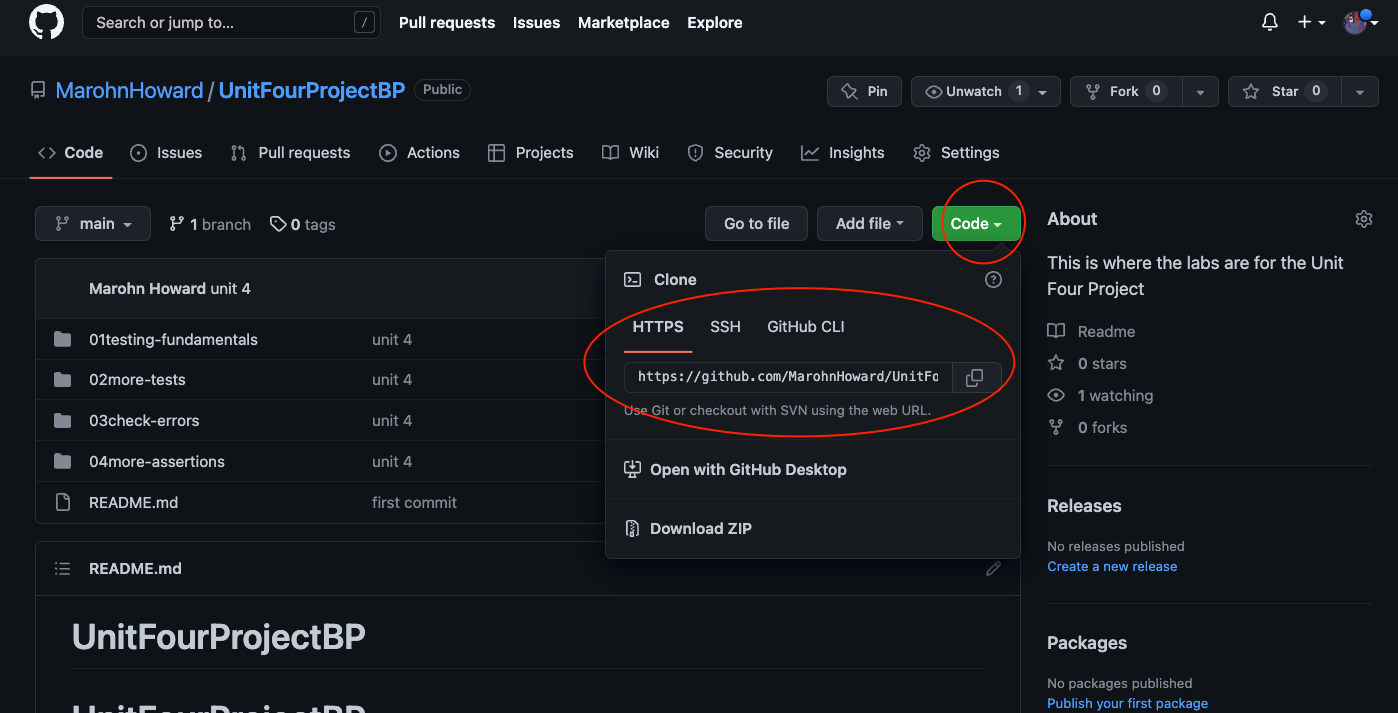 Search or jump to... /
Pull requests Issues Marketplace Explore
MarohnHoward / UnitFourProjectBP Public
Pin Unwatch 1 Fork 0 Star 0
Code Issues Pull requests Actions Projects Wiki Security Insights Settings
main 1 branch 0 tags Go to file Add file Code
Marohn Howard unit 4
01testing-fundamentals unit 4
02more-tests unit 4
03check-errors unit 4
04more-assertions unit 4
README.md first commit
Clone ?
HTTPS SSH GitHub CLI
https://github.com/MarohnHoward/UnitFo
Use Git or checkout with SVN using the web URL.
Open with GitHub Desktop
Download ZIP
README.md
UnitFourProjectBP
UnitFourProjectBP
About
This is where the labs are for the Unit
Four Project
Readme
0 stars
1 watching
0 forks
Releases
No releases published
Create a new release
Packages
No packages published
Publish your first package